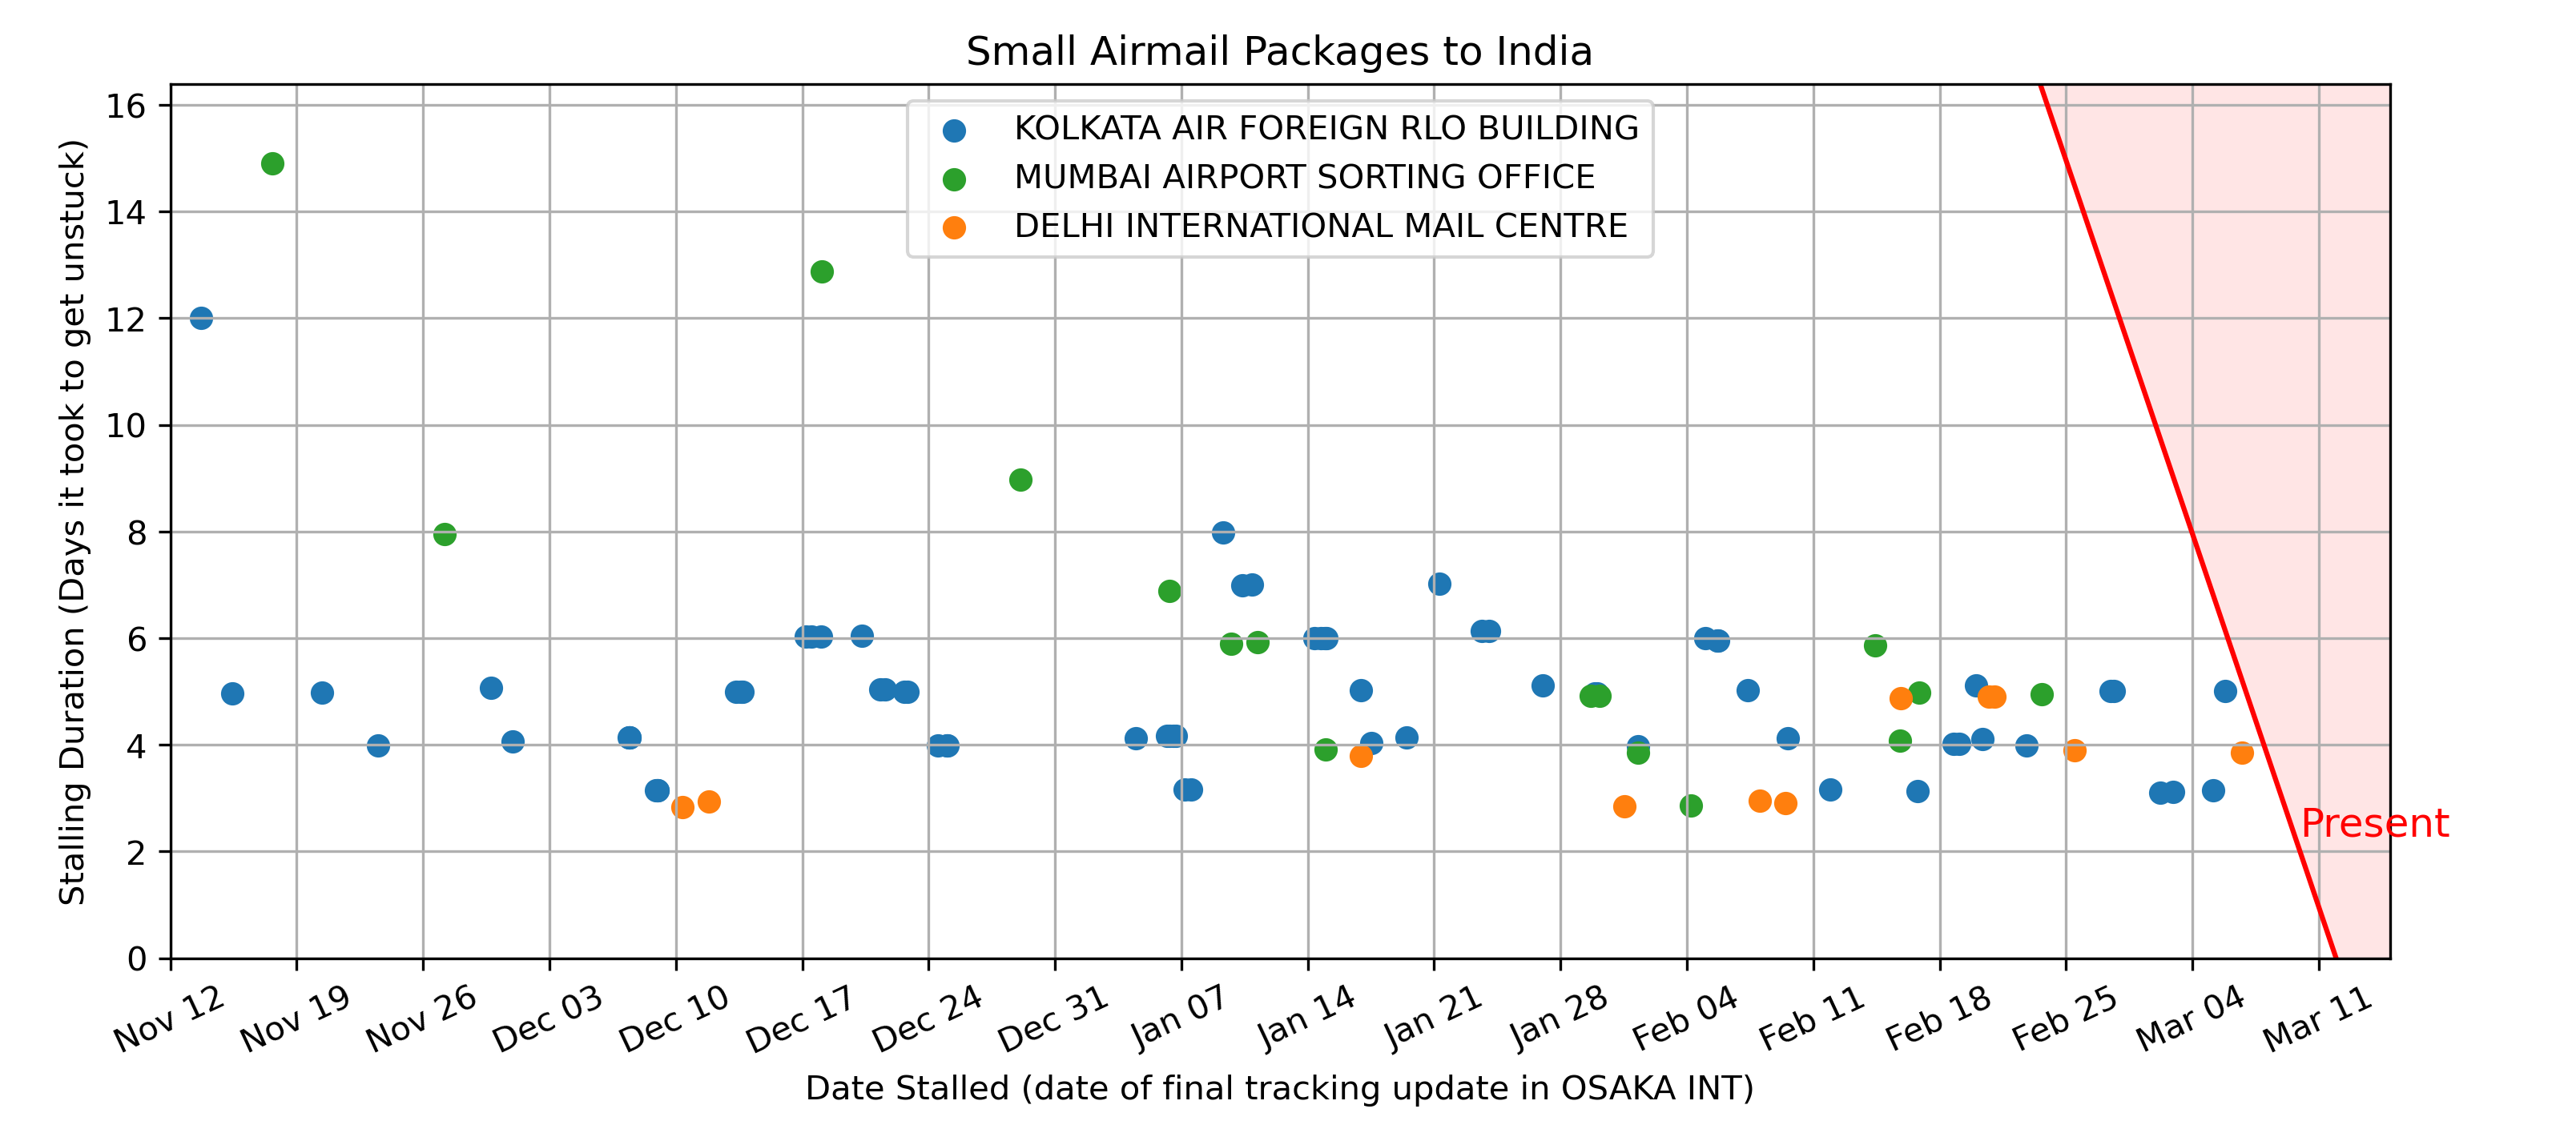 Small Airmail Packages to India
KOLKATA AIR FOREIGN RLO BUILDING
MUMBAI AIRPORT SORTING OFFICE
DELHI INTERNATIONAL MAIL CENTRE
Stalling Duration (Days it took to get unstuck)
16
14
12
10
8
6
4
2
0
Present
Nov 12
Nov 19
Nov 26
Dec 03
Dec 10
Dec 17
Dec 24
Dec 31
Jan 07
Jan 14
Jan 21
Jan 28
Feb 04
Feb 11
Feb 18
Feb 25
Mar 04
Mar 11
Date Stalled (date of final tracking update in OSAKA INT)